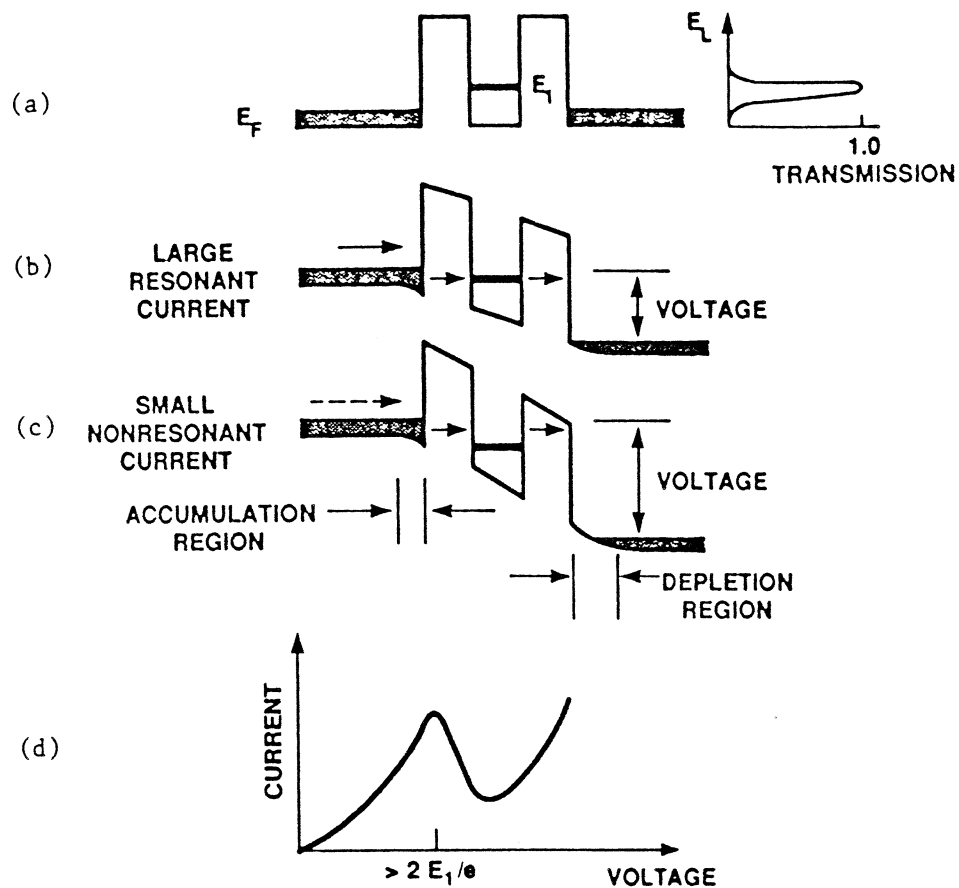 (a)
E_F
E_1
E_L
1.0
TRANSMISSION
(b)
LARGE
RESONANT
CURRENT
VOLTAGE
(c)
SMALL
NONRESONANT
CURRENT
VOLTAGE
ACCUMULATION
REGION
DEPLETION
REGION
(d)
CURRENT
> 2 E_1/e
VOLTAGE